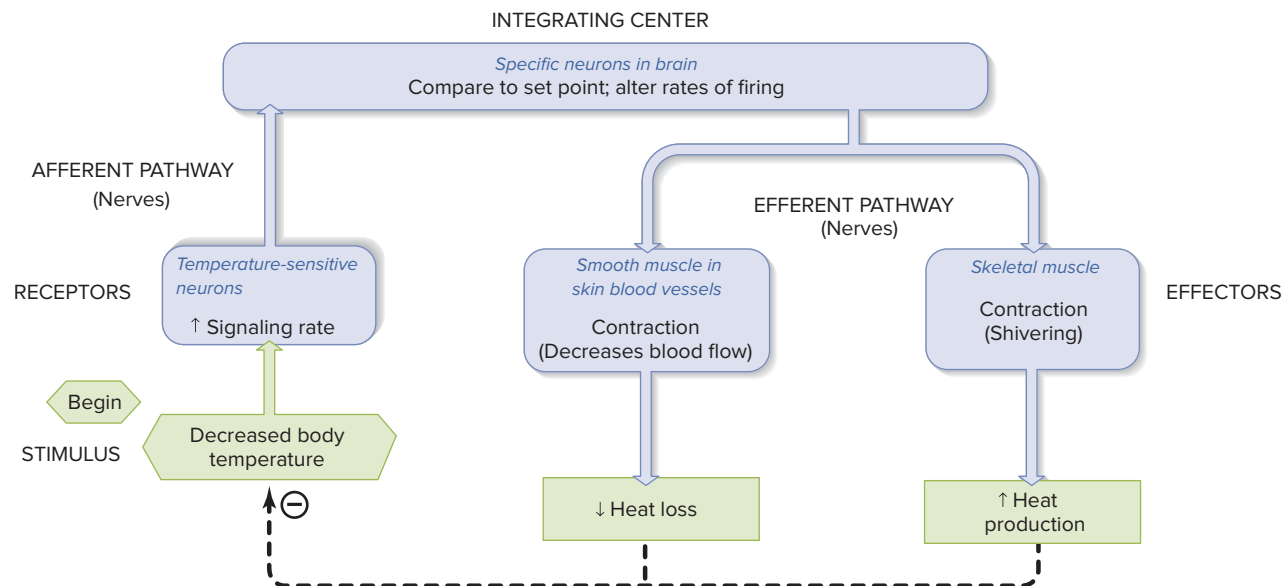 INTEGRATING CENTER
Specific neurons in brain
Compare to set point; alter rates of firing
AFFERENT PATHWAY
(Nerves)
EFFERENT PATHWAY
(Nerves)
RECEPTORS
Temperature-sensitive
neurons
↑ Signaling rate
Smooth muscle in
skin blood vessels
Contraction
(Decreases blood flow)
Skeletal muscle
Contraction
(Shivering)
EFFECTORS
Begin
STIMULUS
Decreased body
temperature
↓ Heat loss
↑ Heat
production
−